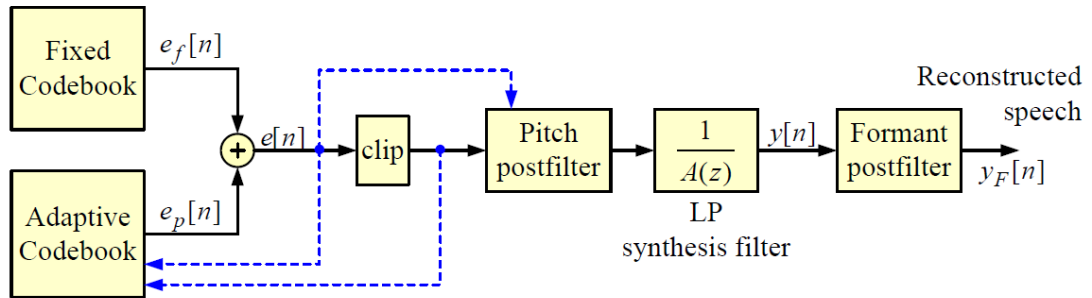 Fixed
Codebook
e_f[n]
Reconstructed
speech
+
e[n]
clip
Pitch
postfilter
1
A(z)
y[n]
Formant
postfilter
y_F[n]
Adaptive
Codebook
e_p[n]
LP
synthesis filter